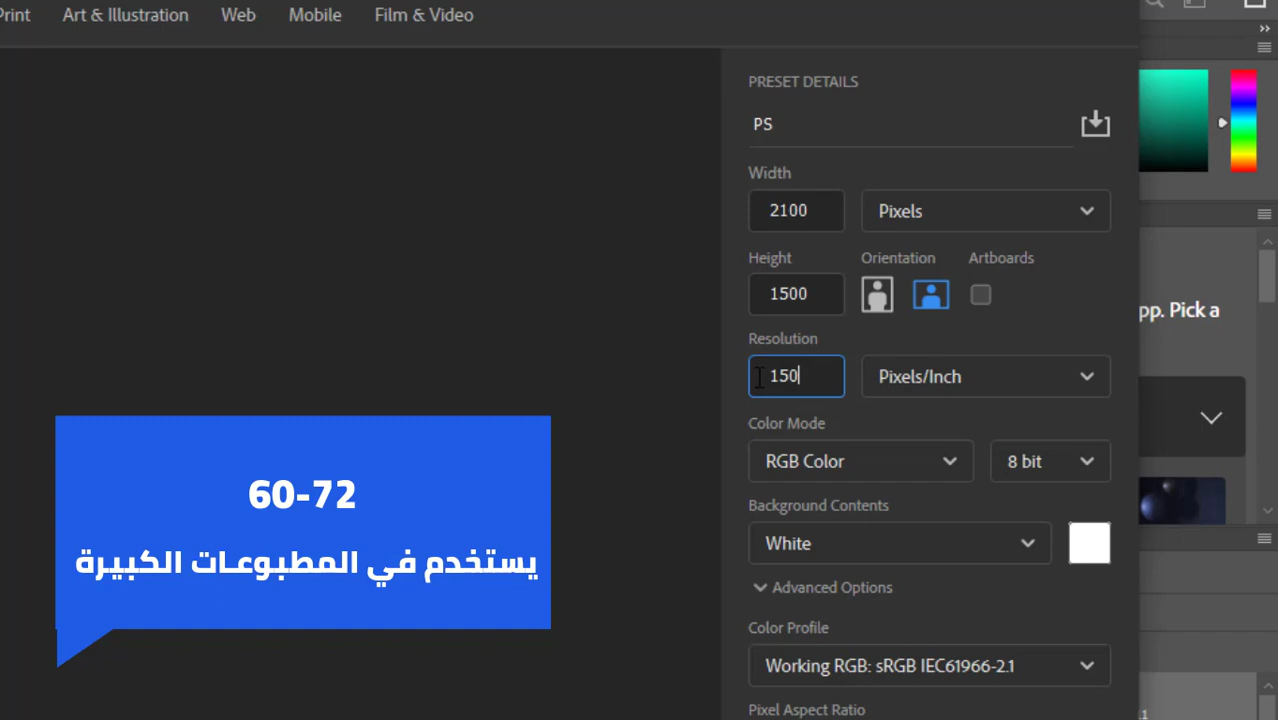 Print Art & Illustration Web Mobile Film & Video
PRESET DETAILS
PS
Width
2100 Pixels
Height Orientation Artboards
1500
Resolution
150 Pixels/Inch
Color Mode
RGB Color 8 bit
Background Contents
White
Advanced Options
Color Profile
Working RGB: sRGB IEC61966-2.1
Pixel Aspect Ratio
pp. Pick a
60-72
يستخدم في المطبوعات الكبيرة